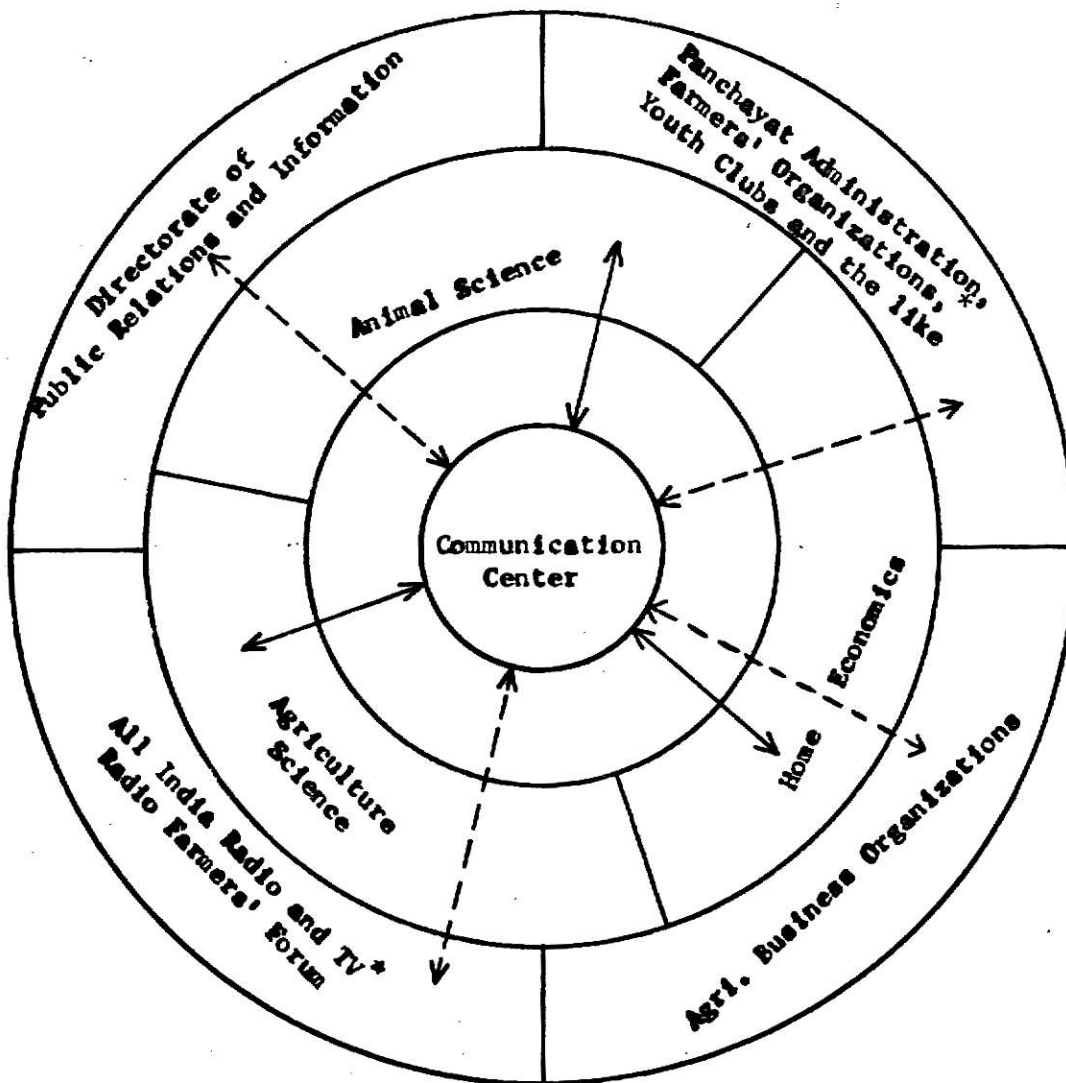 Directorate of
Public Relations and Information
Panchayat Administration,
Farmers' Organizations, *
Youth Clubs and the like
Animal Science
Communication
Center
Home Economics
Agriculture
Science
All India Radio and TV *
Radio Farmers' Forum
Agri. Business Organizations